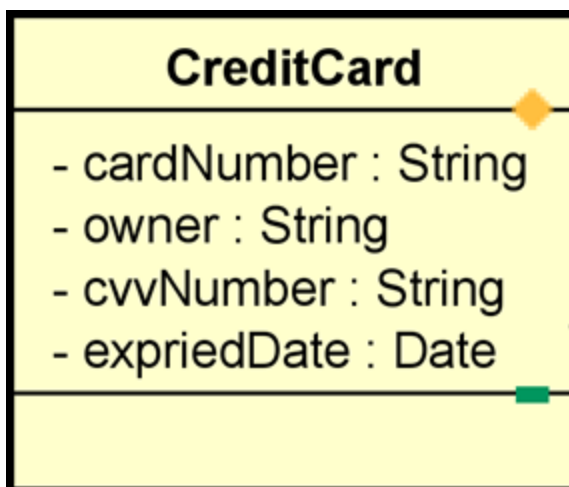 CreditCard
- cardNumber : String
- owner : String
- cvvNumber : String
- expriedDate : Date